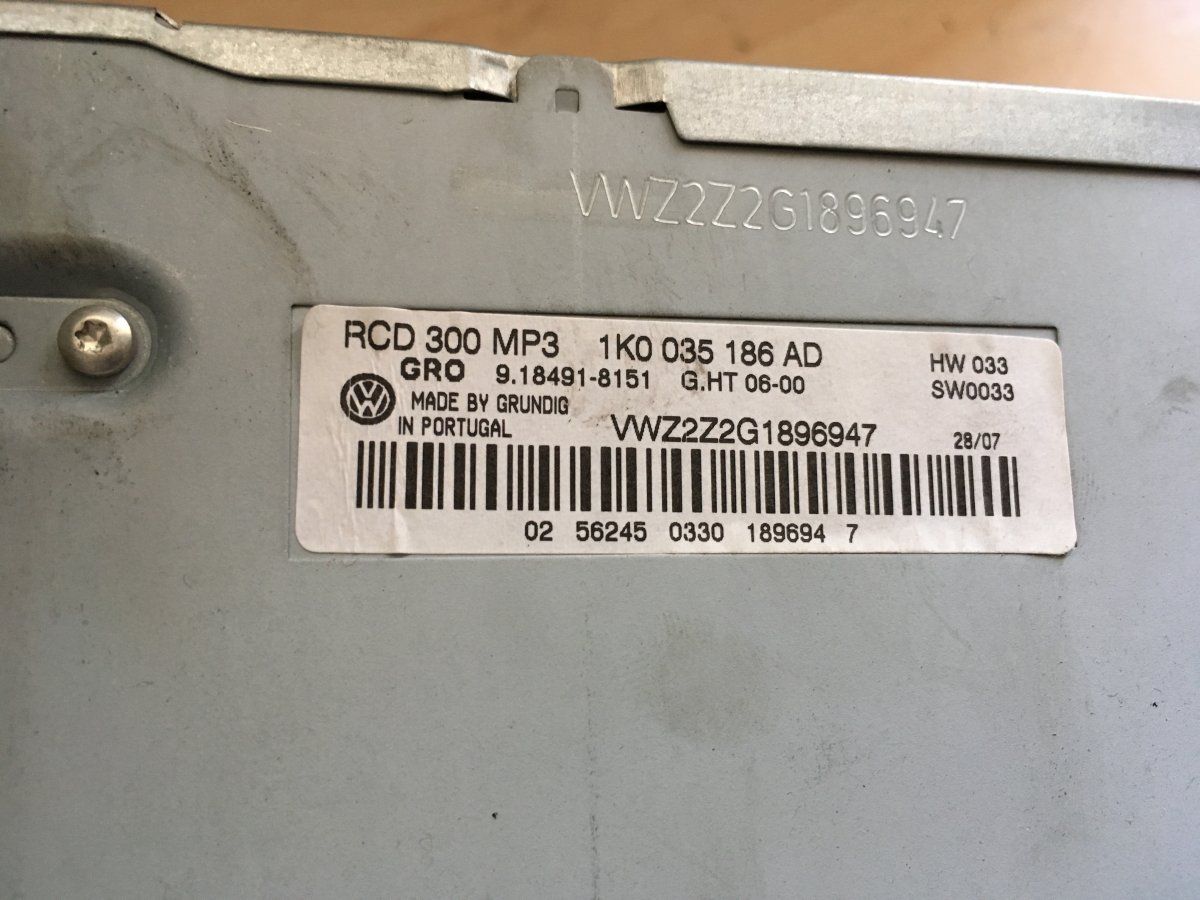 VWZ2Z2G1896947
RCD 300 MP3 1K0 035 186 AD
HW 033
GRO 9.18491-8151 G.HT 06-00
SW0033
VW
MADE BY GRUNDIG
IN PORTUGAL VWZ2Z2G1896947 28/07
02 56245 0330 189694 7